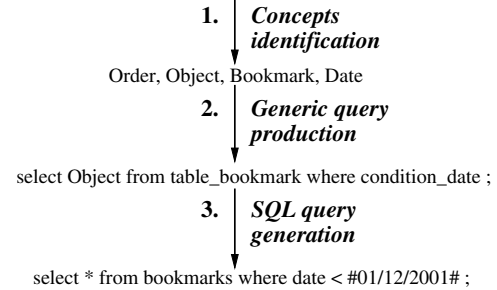 1. Concepts
identification
Order, Object, Bookmark, Date
2. Generic query
production
select Object from table_bookmark where condition_date ;
3. SQL query
generation
select * from bookmarks where date < #01/12/2001# ;